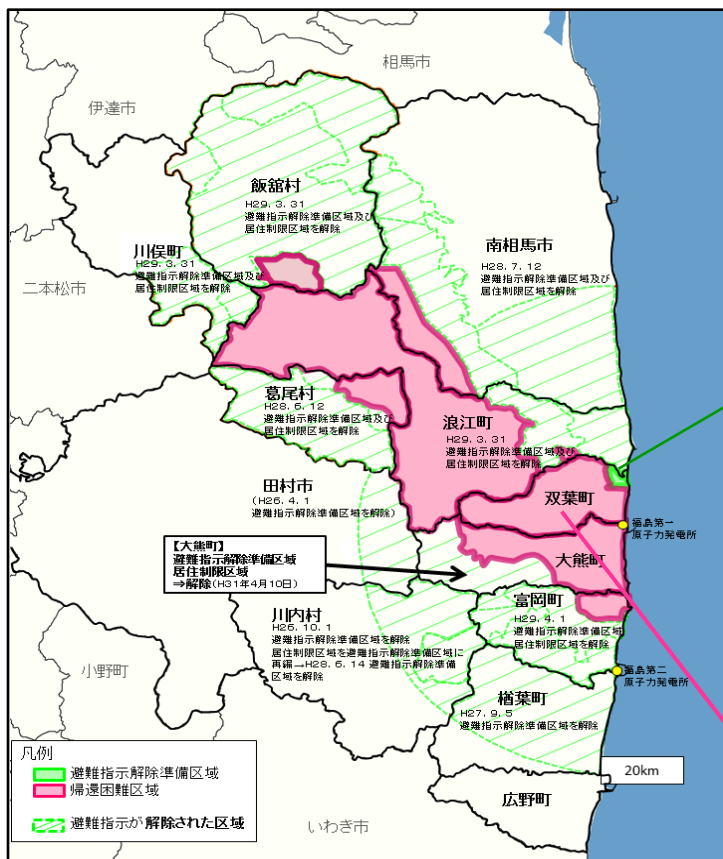 相馬市
伊達市
飯舘村
H29.3.31
避難指示解除準備区域及び
居住制限区域を解除
南相馬市
H28.7.12
避難指示解除準備区域及び
居住制限区域を解除
川俣町
H29.3.31
避難指示解除準備区域及び
居住制限区域を解除
二本松市
葛尾村
H28.6.12
避難指示解除準備区域及び
居住制限区域を解除
浪江町
H29.3.31
避難指示解除準備区域及び
居住制限区域を解除
田村市
(H26.4.1
避難指示解除準備区域を解除)
双葉町
福島第一
原子力発電所
【大熊町】
避難指示解除準備区域
居住制限区域
⇒解除(H31年4月10日)
大熊町
富岡町
H29.4.1
避難指示解除準備区域
居住制限区域を解除
川内村
H26.10.1
避難指示解除準備区域を解除
居住制限区域を避難指示解除準備区域に
再編→H28.6.14 避難指示解除準備
区域を解除
小野町
福島第二
原子力発電所
楢葉町
H27.9.5
避難指示解除準備区域を解除
凡例
避難指示解除準備区域
帰還困難区域
避難指示が解除された区域
20km
広野町
いわき市